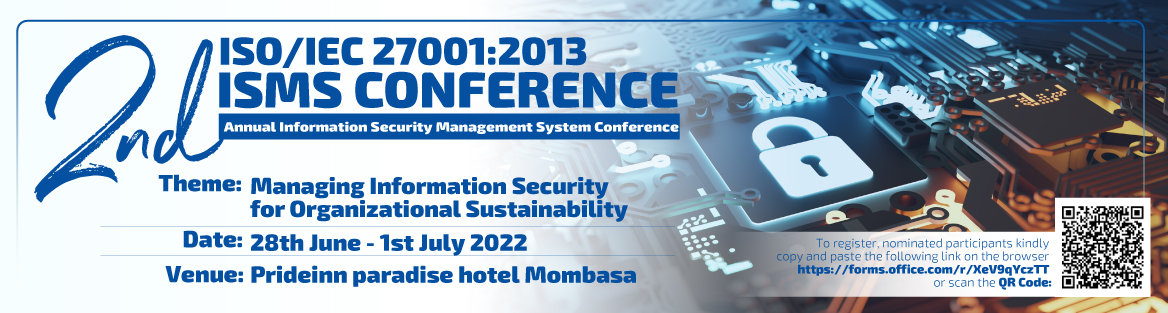 2nd
ISO/IEC 27001:2013
ISMS CONFERENCE
Annual Information Security Management System Conference
Theme: Managing Information Security
for Organizational Sustainability
Date: 28th June - 1st July 2022
Venue: Prideinn paradise hotel Mombasa
To register, nominated participants kindly
copy and paste the following link on the browser
https://forms.office.com/r/XeV9qYczTT
or scan the QR Code: